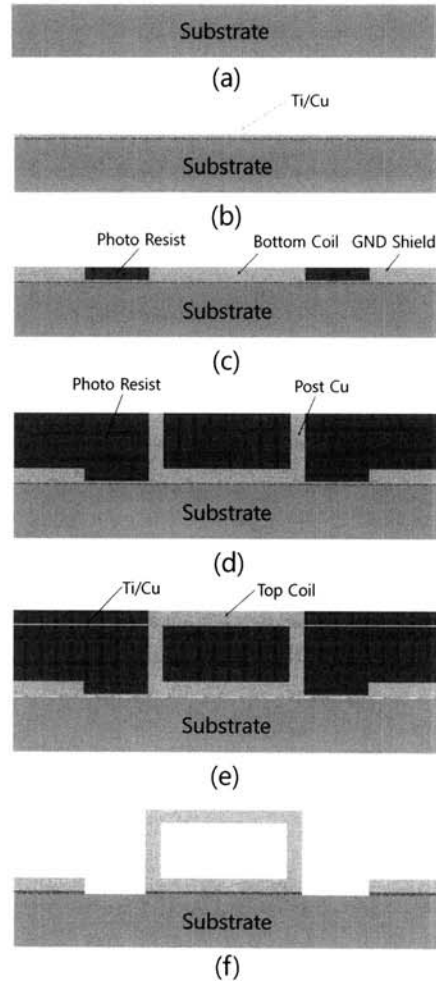 Substrate
(a)
Ti/Cu
Substrate
(b)
Photo Resist Bottom Coil GND Shield
Substrate
(c)
Photo Resist Post Cu
Substrate
(d)
Ti/Cu Top Coil
Substrate
(e)
Substrate
(f)